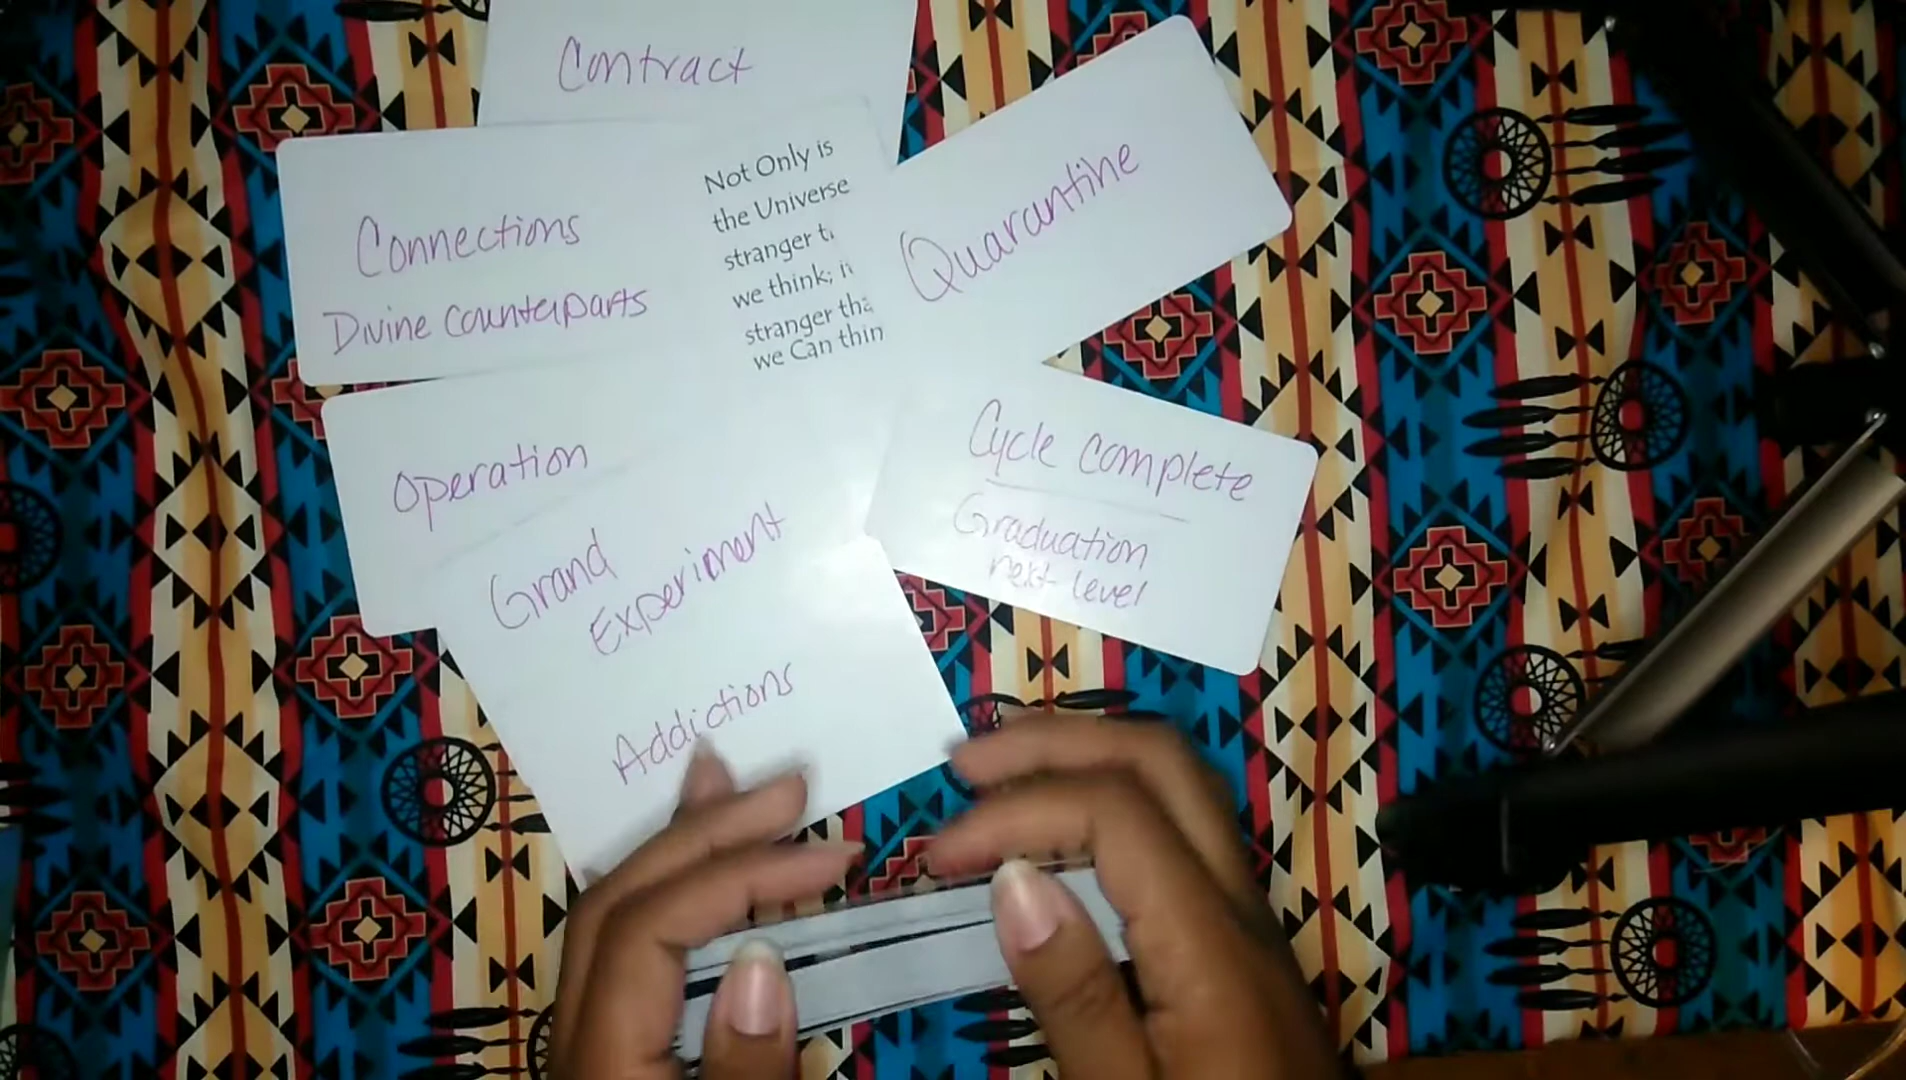 Contract
Connections
Divine Counterparts
Not Only is
the Universe
stranger
we think;
stranger
we Can
Quarantine
Operation
Cycle complete
Graduation
next level
Grand
Experiment
Addictions